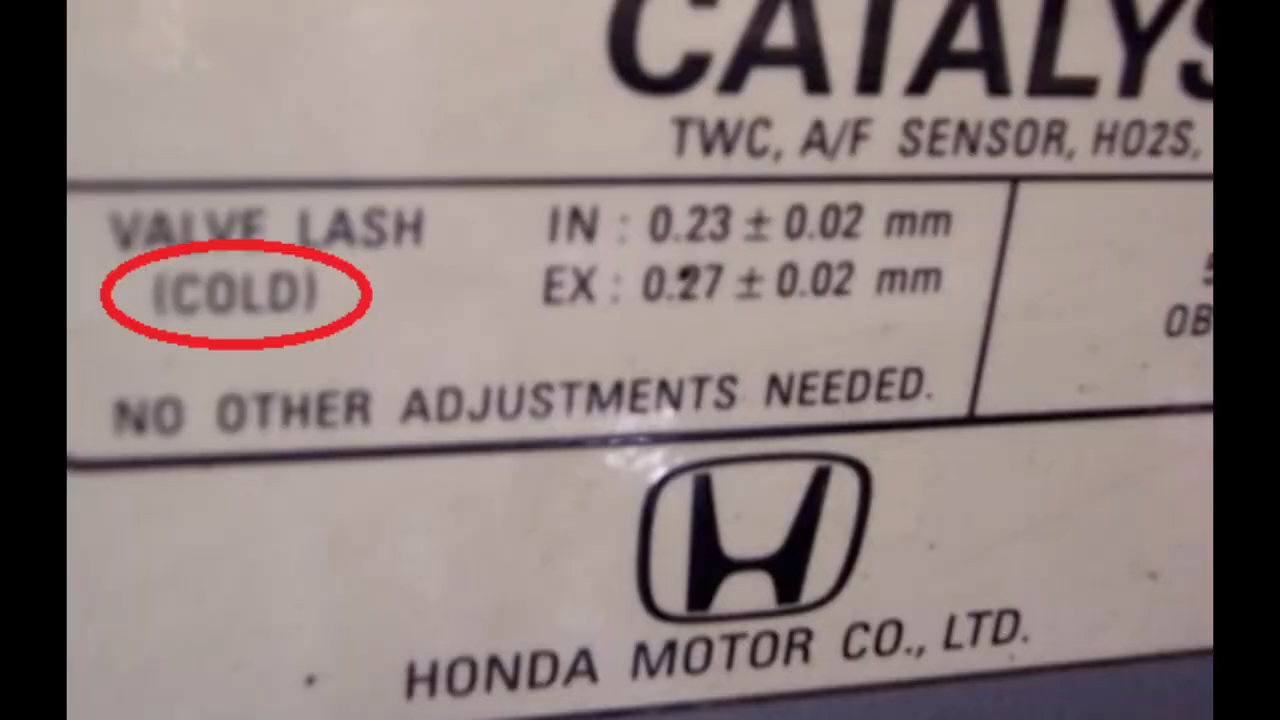 CATALY
TWC, A/F SENSOR, HO2S,
VALVE LASH IN : 0.23 ± 0.02 mm
(COLD) EX : 0.27 ± 0.02 mm
OB
NO OTHER ADJUSTMENTS NEEDED.
HONDA MOTOR CO., LTD.